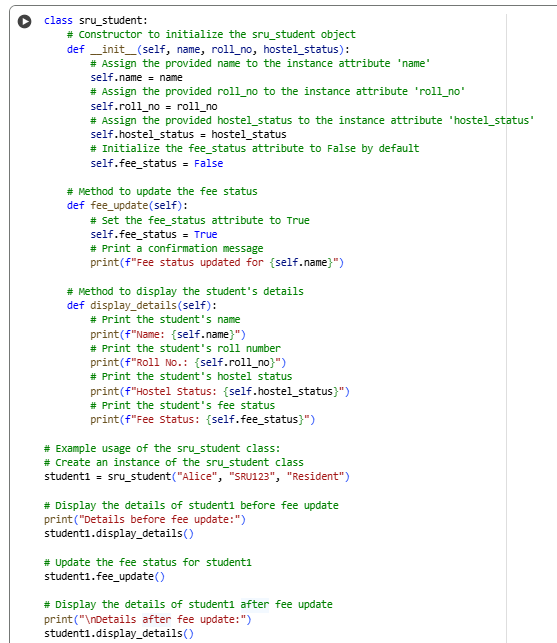 class sru_student:
    # Constructor to initialize the sru_student object
    def __init__(self, name, roll_no, hostel_status):
        # Assign the provided name to the instance attribute 'name'
        self.name = name
        # Assign the provided roll_no to the instance attribute 'roll_no'
        self.roll_no = roll_no
        # Assign the provided hostel_status to the instance attribute 'hostel_status'
        self.hostel_status = hostel_status
        # Initialize the fee_status attribute to False by default
        self.fee_status = False

    # Method to update the fee status
    def fee_update(self):
        # Set the fee_status attribute to True
        self.fee_status = True
        # Print a confirmation message
        print(f"Fee status updated for {self.name}")

    # Method to display the student's details
    def display_details(self):
        # Print the student's name
        print(f"Name: {self.name}")
        # Print the student's roll number
        print(f"Roll No.: {self.roll_no}")
        # Print the student's hostel status
        print(f"Hostel Status: {self.hostel_status}")
        # Print the student's fee status
        print(f"Fee Status: {self.fee_status}")

# Example usage of the sru_student class:
# Create an instance of the sru_student class
student1 = sru_student("Alice", "SRU123", "Resident")

# Display the details of student1 before fee update
print("Details before fee update:")
student1.display_details()

# Update the fee status for student1
student1.fee_update()

# Display the details of student1 after fee update
print("\nDetails after fee update:")
student1.display_details()